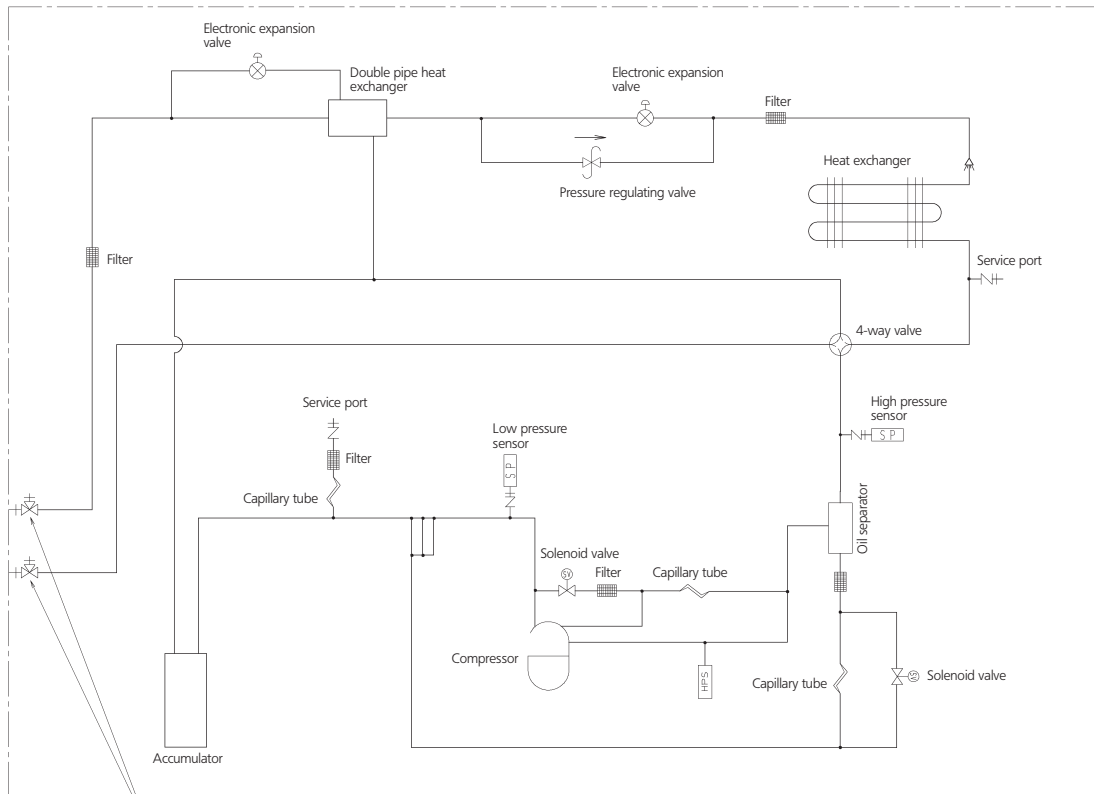 Electronic expansion
valve
Double pipe heat
exchanger
Electronic expansion
valve
Filter
Heat exchanger
Pressure regulating valve
Filter
Service port
4-way valve
Service port
High pressure
sensor
S P
Low pressure
sensor
S P
Filter
Capillary tube
Oil separator
Solenoid valve
SV
Filter
Capillary tube
Compressor
HPS
Capillary tube
SV
Solenoid valve
Accumulator